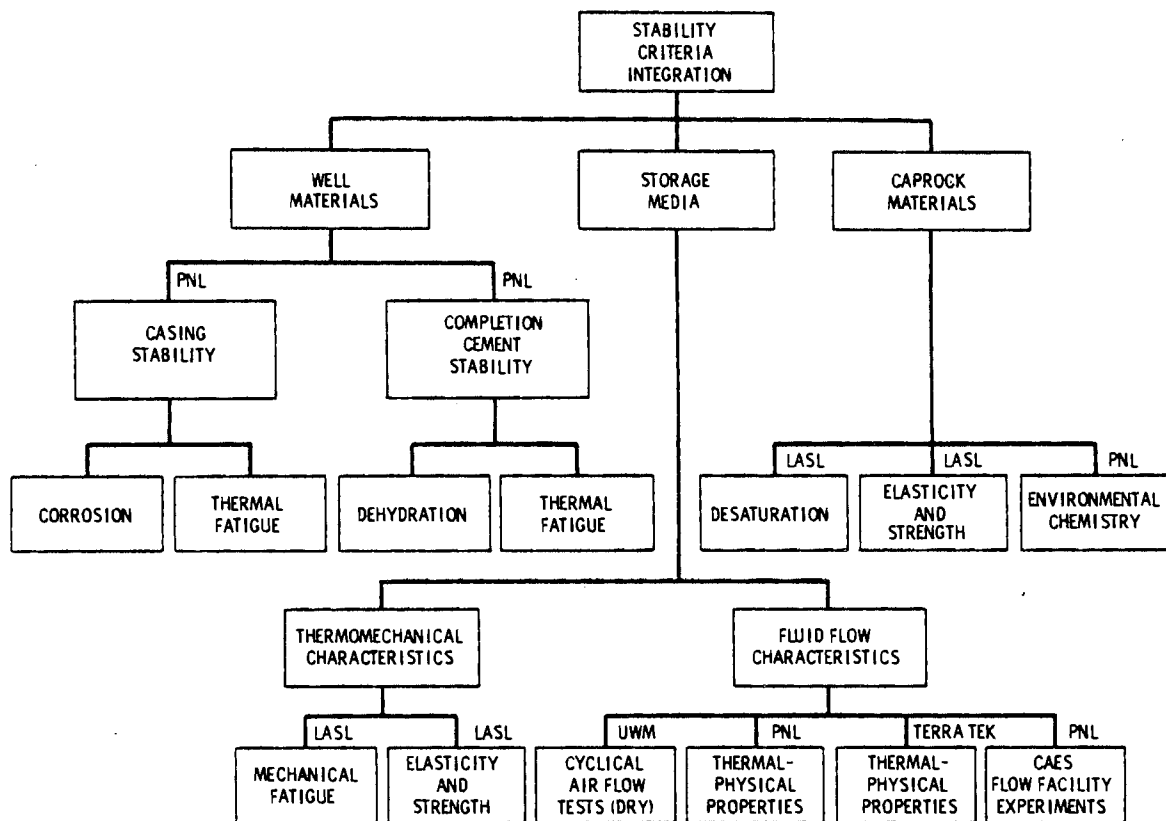 STABILITY
CRITERIA
INTEGRATION
WELL
MATERIALS
STORAGE
MEDIA
CAPROCK
MATERIALS
PNL
CASING
STABILITY
PNL
COMPLETION
CEMENT
STABILITY
CORROSION
THERMAL
FATIGUE
DEHYDRATION
THERMAL
FATIGUE
LASL
DESATURATION
LASL
ELASTICITY
AND
STRENGTH
PNL
ENVIRONMENTAL
CHEMISTRY
THERMOMECHANICAL
CHARACTERISTICS
FLUID FLOW
CHARACTERISTICS
LASL
MECHANICAL
FATIGUE
LASL
ELASTICITY
AND
STRENGTH
UWM
CYCLICAL
AIR FLOW
TESTS (DRY)
PNL
THERMAL-
PHYSICAL
PROPERTIES
TERRA TEK
THERMAL-
PHYSICAL
PROPERTIES
PNL
CAES
FLOW FACILITY
EXPERIMENTS